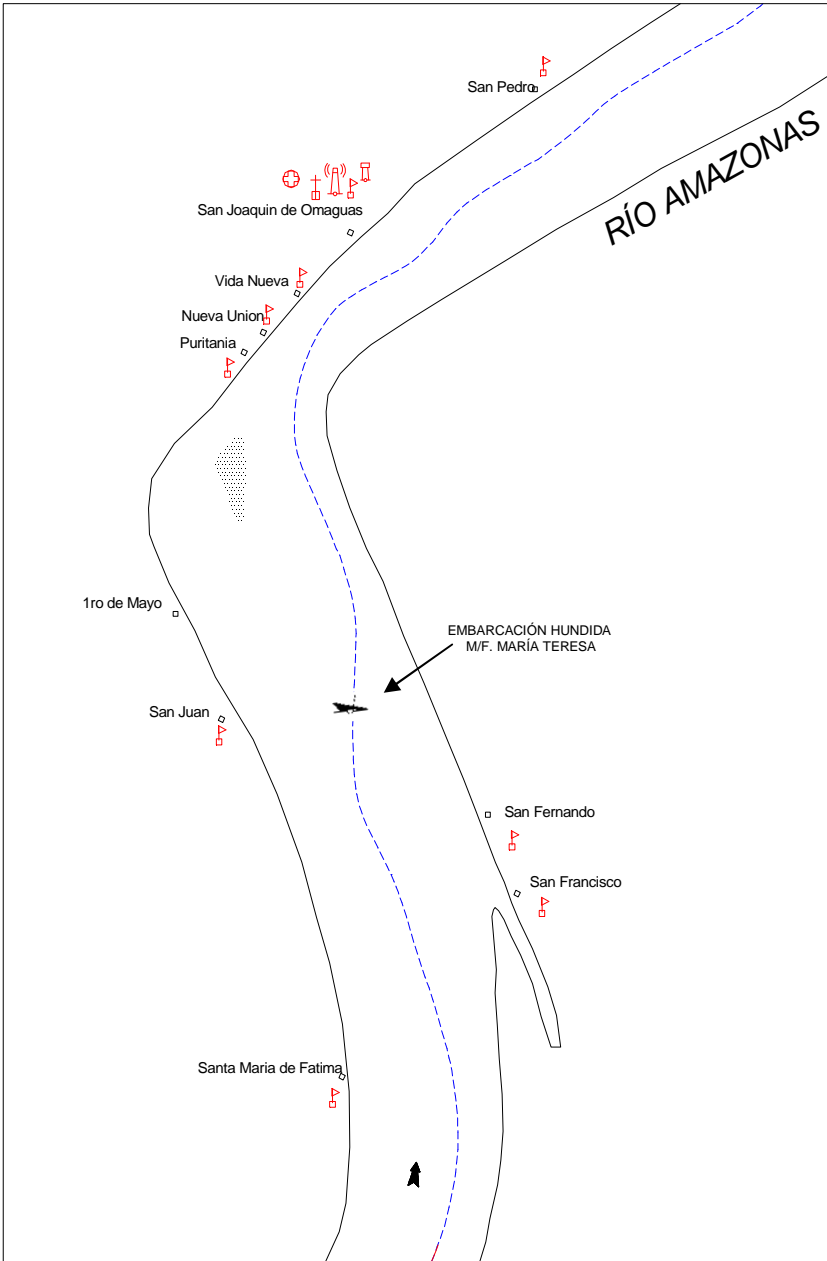 San Pedro
RÍO AMAZONAS
San Joaquin de Omaguas
Vida Nueva
Nueva Union
Puritania
1ro de Mayo
EMBARCACIÓN HUNDIDA
M/F. MARÍA TERESA
San Juan
San Fernando
San Francisco
Santa Maria de Fatima